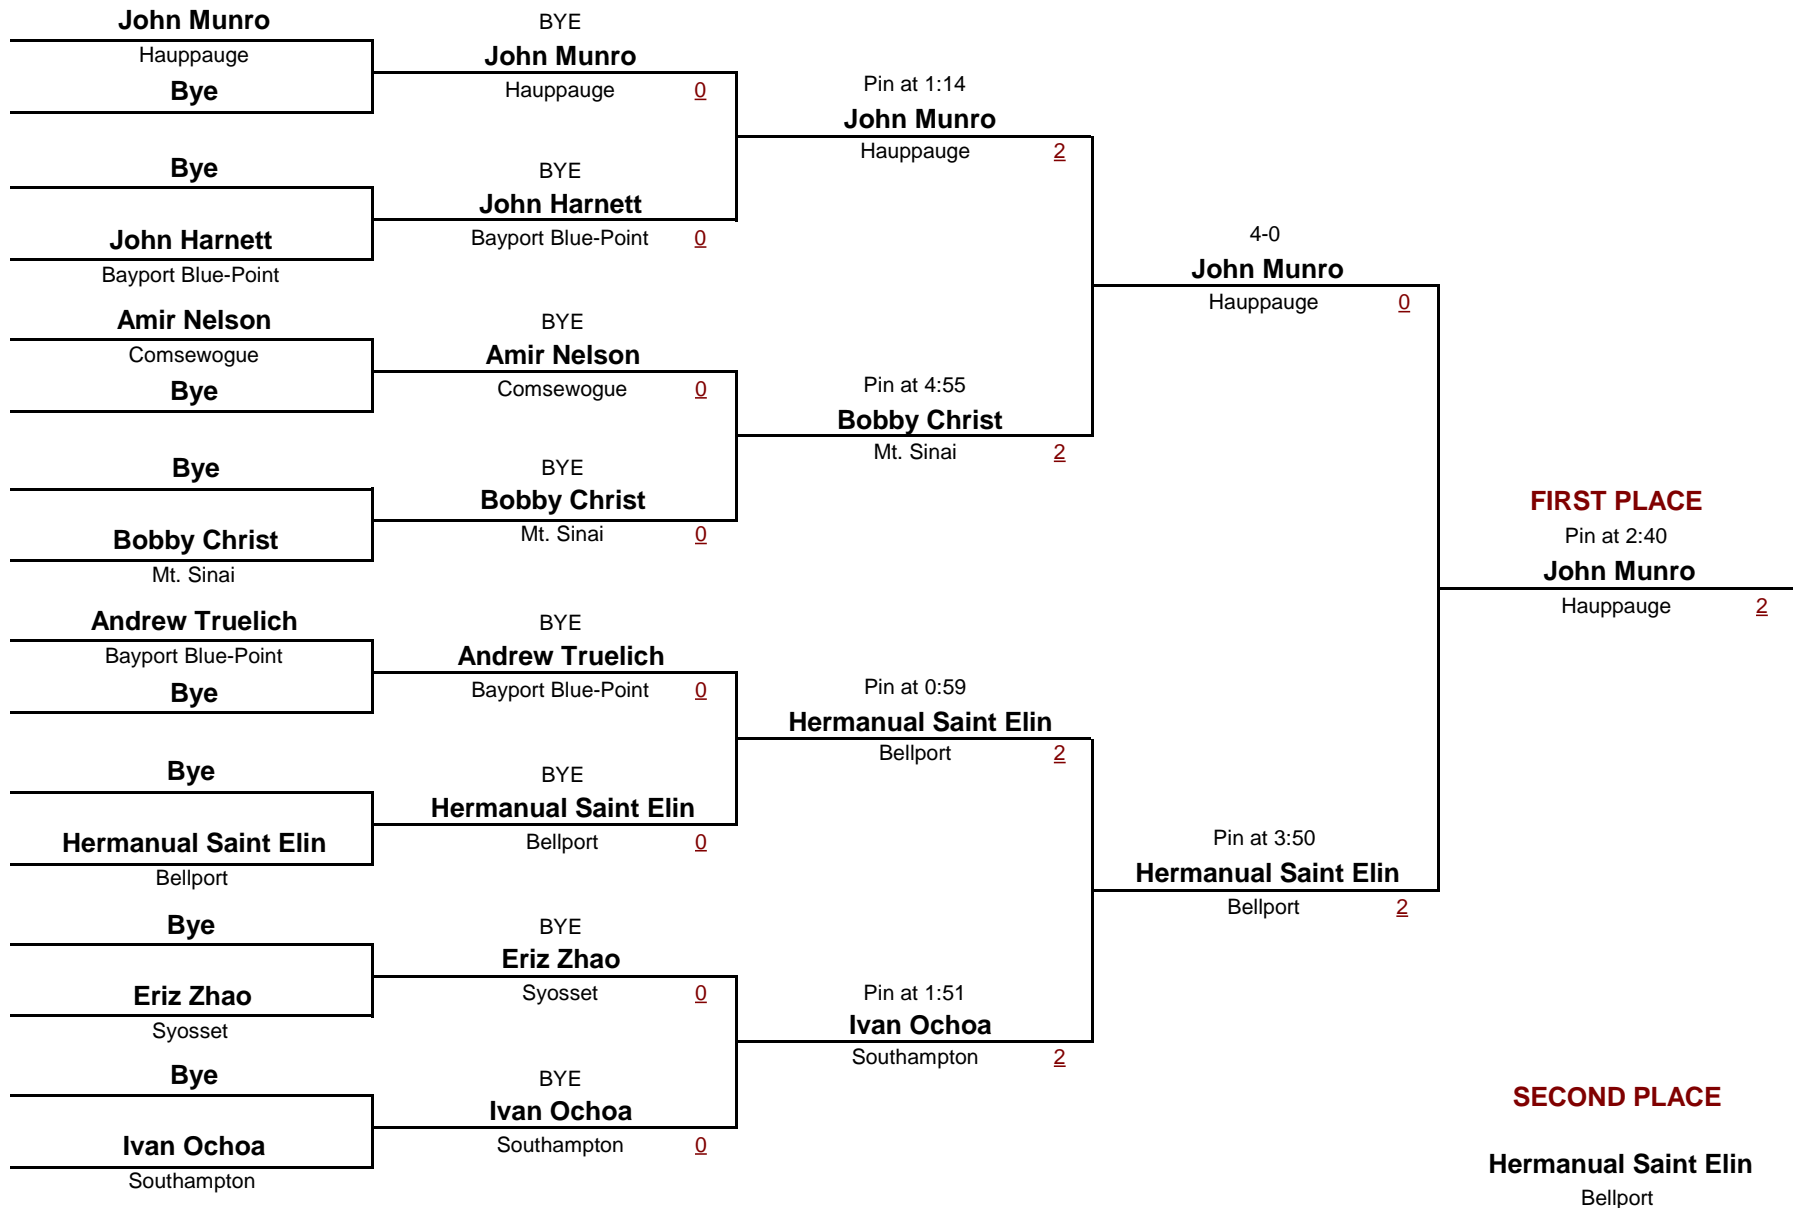 John Munro
Hauppauge
Bye
Bye
John Harnett
Bayport Blue-Point
Amir Nelson
Comsewogue
Bye
Bye
Bobby Christ
Mt. Sinai
Andrew Truelich
Bayport Blue-Point
Bye
Bye
Hermanual Saint Elin
Bellport
Bye
Eriz Zhao
Syosset
Bye
Ivan Ochoa
Southampton
BYE
John Munro
Hauppauge 0
BYE
John Harnett
Bayport Blue-Point 0
BYE
Amir Nelson
Comsewogue 0
BYE
Bobby Christ
Mt. Sinai 0
BYE
Andrew Truelich
Bayport Blue-Point 0
BYE
Hermanual Saint Elin
Bellport 0
BYE
Eriz Zhao
Syosset 0
BYE
Ivan Ochoa
Southampton 0
Pin at 1:14
John Munro
Hauppauge 2
Pin at 4:55
Bobby Christ
Mt. Sinai 2
Pin at 0:59
Hermanual Saint Elin
Bellport 2
Pin at 1:51
Ivan Ochoa
Southampton 2
4-0
John Munro
Hauppauge 0
Pin at 3:50
Hermanual Saint Elin
Bellport 2
FIRST PLACE
Pin at 2:40
John Munro
Hauppauge 2
SECOND PLACE
Hermanual Saint Elin
Bellport